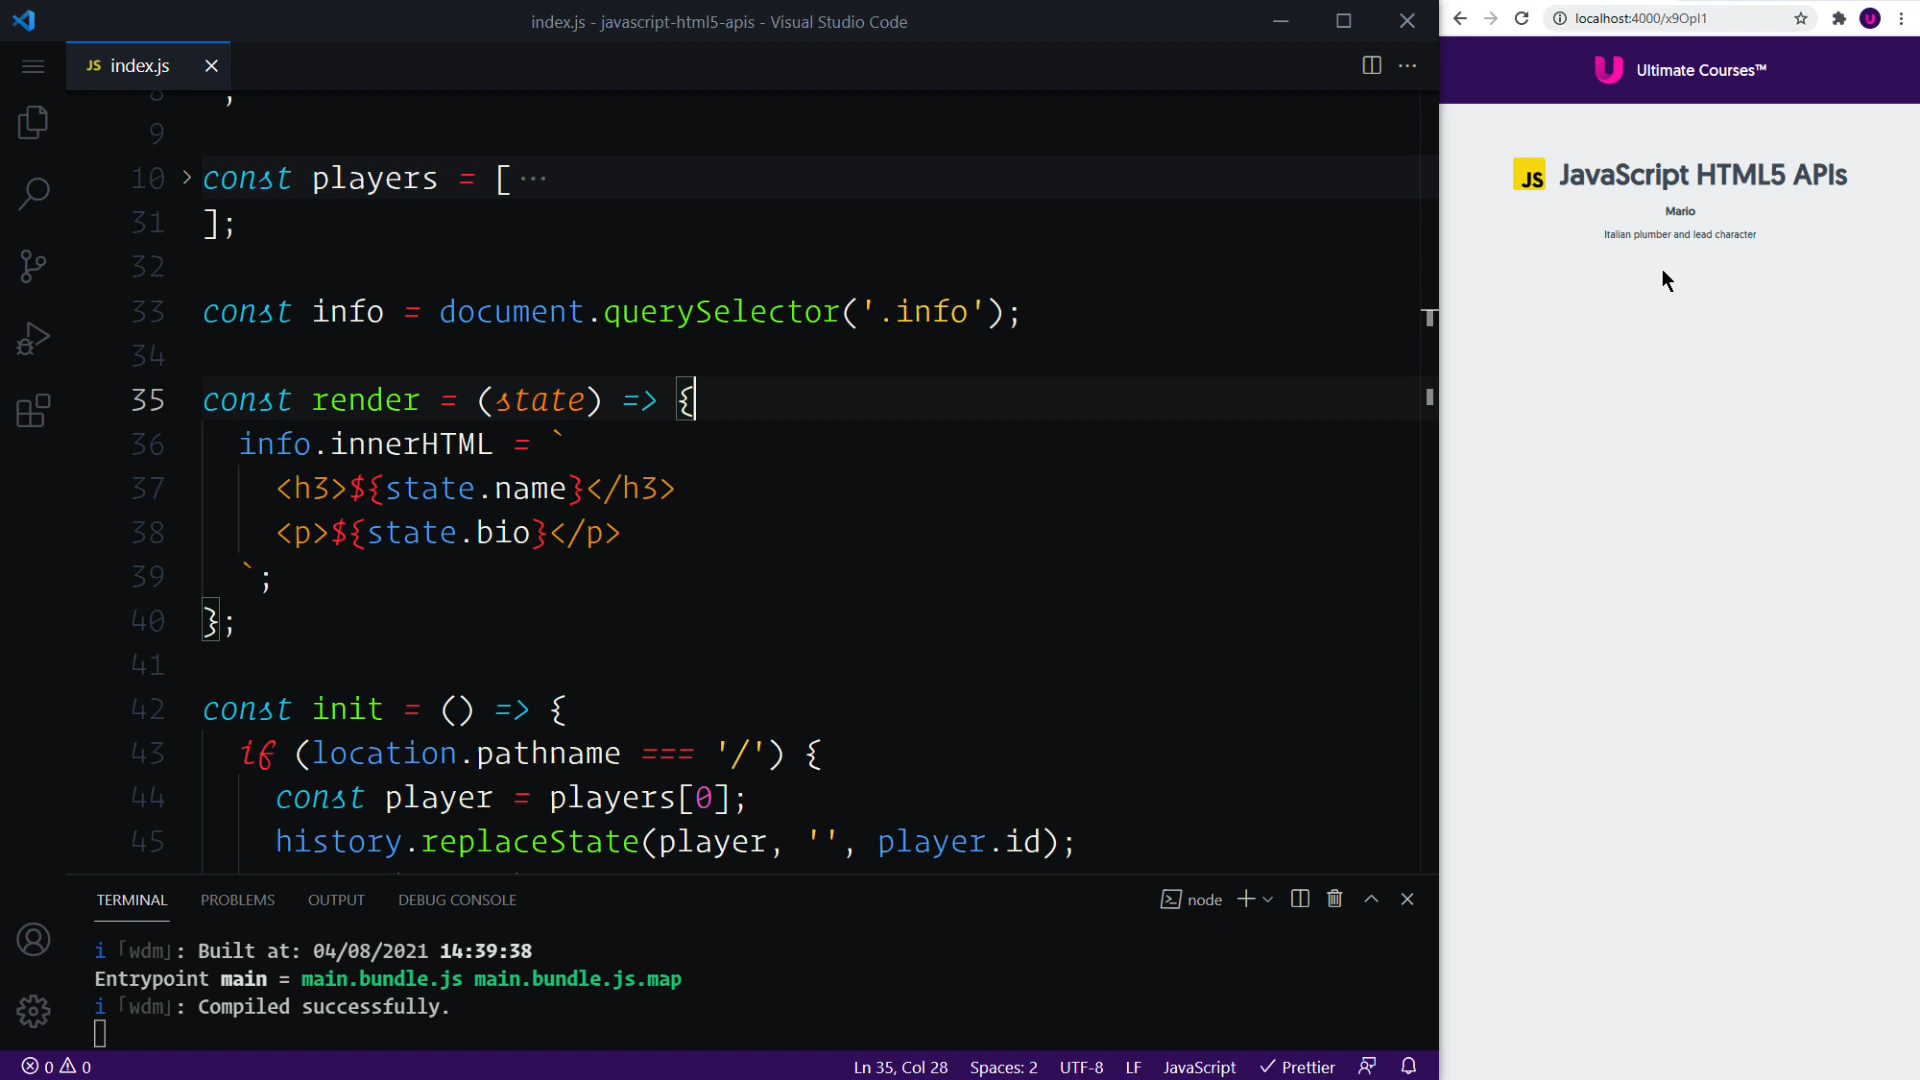 index.js - javascript-html5-apis - Visual Studio Code
JS index.js
8 ;
9
10 const players = [ ···
31 ];
32
33 const info = document.querySelector('.info');
34
35 const render = (state) => {
36 info.innerHTML = `
37 <h3>${state.name}</h3>
38 <p>${state.bio}</p>
39 `;
40 };
41
42 const init = () => {
43 if (location.pathname === '/') {
44 const player = players[0];
45 history.replaceState(player, '', player.id);
TERMINAL PROBLEMS OUTPUT DEBUG CONSOLE node
i 「wdm」: Built at: 04/08/2021 14:39:38
Entrypoint main = main.bundle.js main.bundle.js.map
i 「wdm」: Compiled successfully.
0 0 Ln 35, Col 28 Spaces: 2 UTF-8 LF JavaScript Prettier
localhost:4000/x9Opl1
U
Ultimate Courses™
JS JavaScript HTML5 APIs
Mario
Italian plumber and lead character